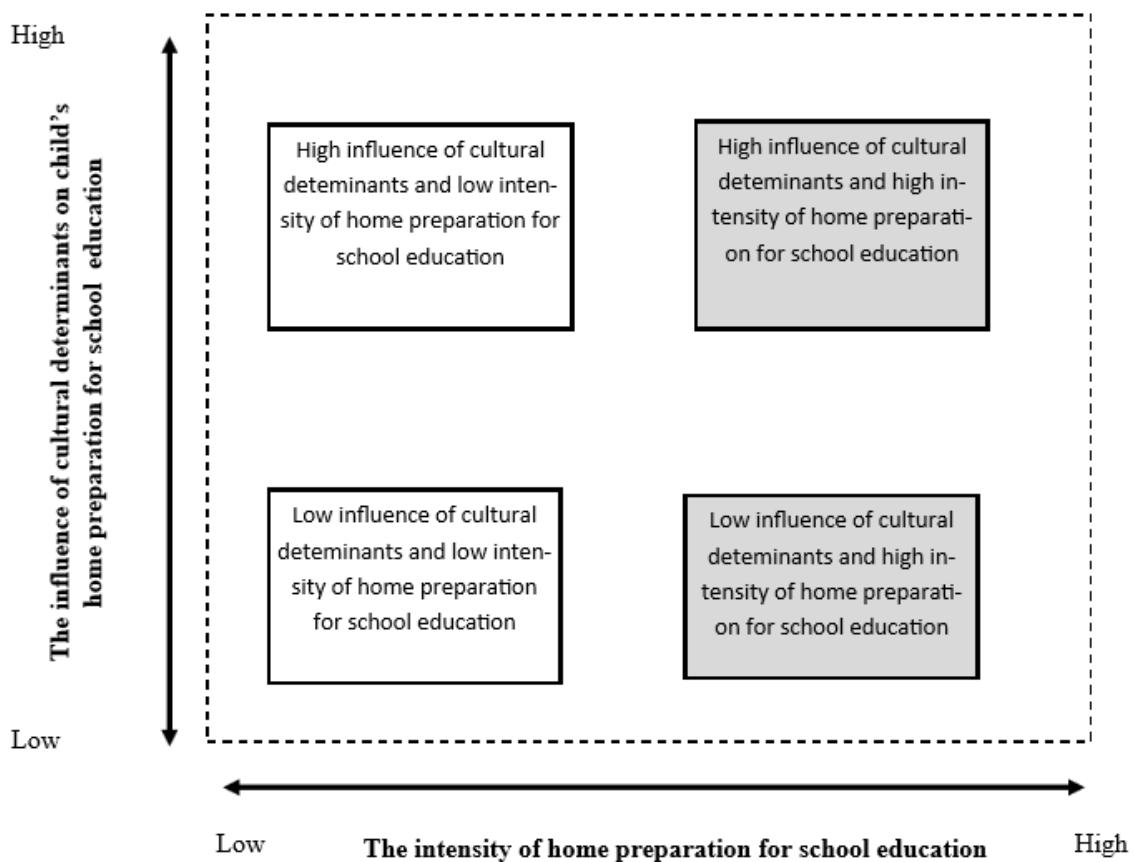 High
The influence of cultural determinants on child's
home preparation for school education
High influence of cultural
deteminants and low inten-
sity of home preparation for
school education
High influence of cultural
deteminants and high in-
tensity of home preparati-
on for school education
Low influence of cultural
deteminants and low inten-
sity of home preparation
for school education
Low influence of cultural
deteminants and high in-
tensity of home preparati-
on for school education
Low
Low
The intensity of home preparation for school education
High